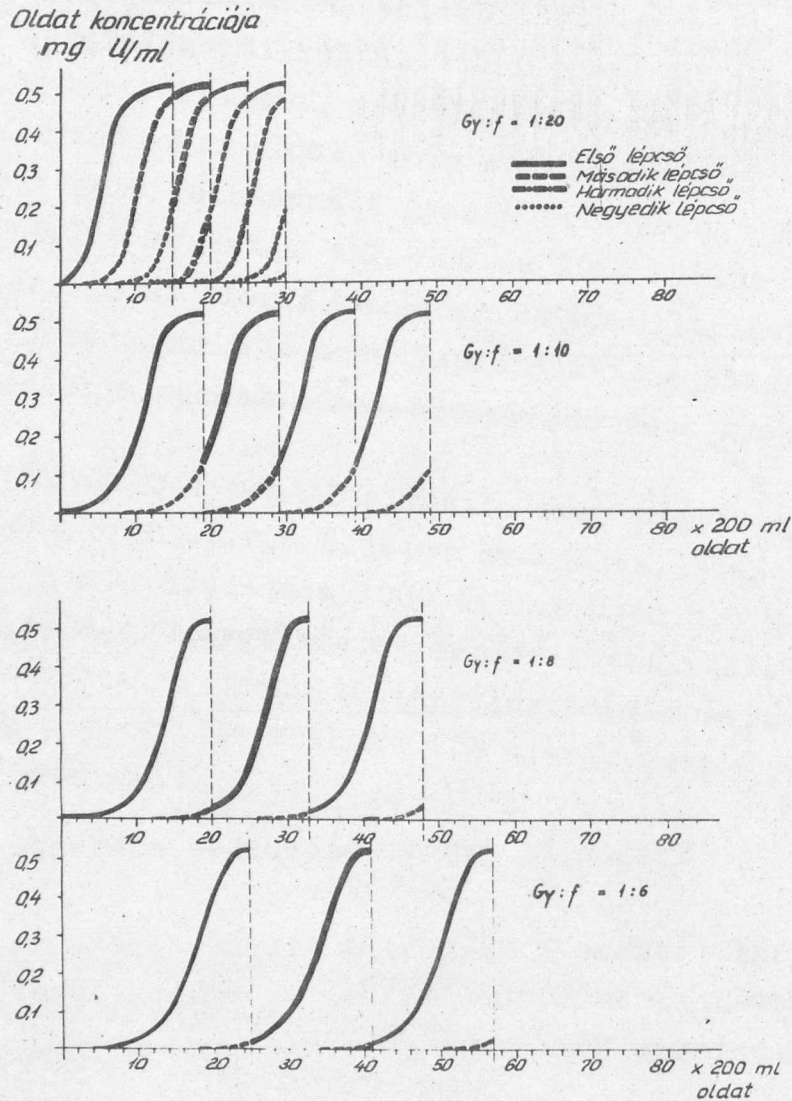 Oldat koncentrációja
mg U/ml
0,5
0,4
0,3
0,2
0,1
Gy:f = 1:20
Első lépcső
Második lépcső
Harmadik lépcső
Negyedik lépcső
10 20 30 40 50 60 70 80
0,5
0,4
0,3
0,2
0,1
Gy:f = 1:10
10 20 30 40 50 60 70 80 x 200 ml
oldat
0,5
0,4
0,3
0,2
0,1
Gy:f = 1:8
10 20 30 40 50 60 70 80
0,5
0,4
0,3
0,2
0,1
Gy:f = 1:6
10 20 30 40 50 60 70 80 x 200 ml
oldat